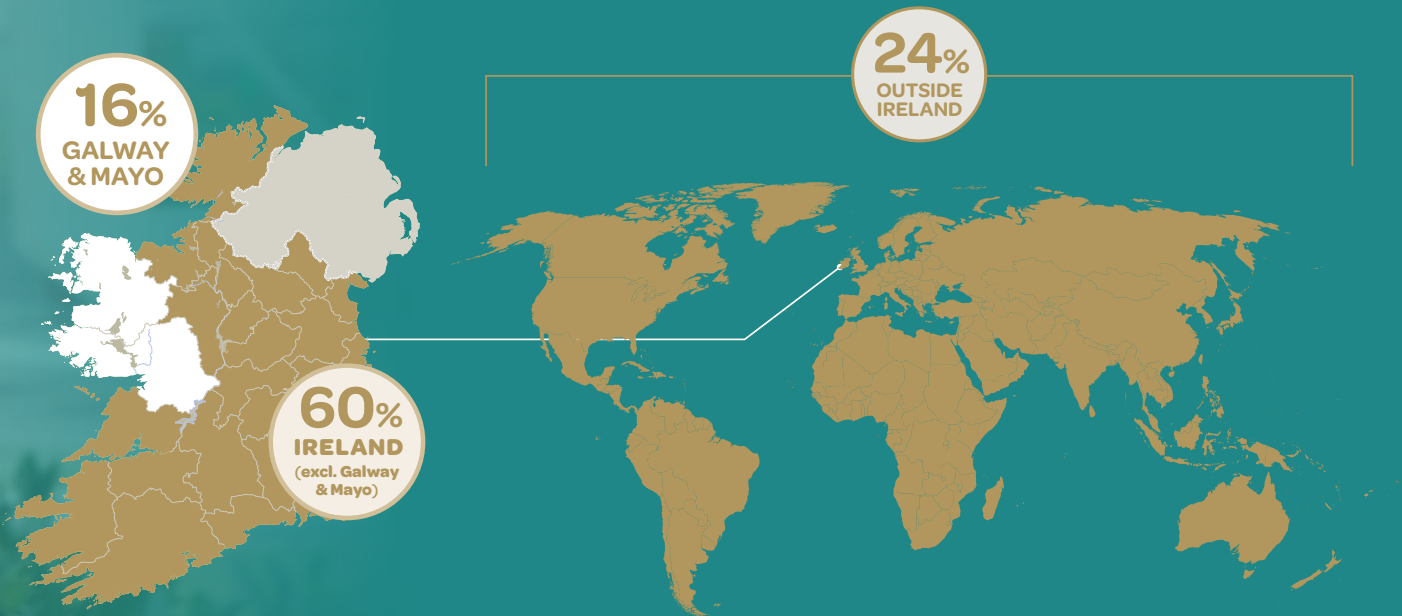 16%
GALWAY
& MAYO
24%
OUTSIDE
IRELAND
60%
IRELAND
(excl. Galway
& Mayo)